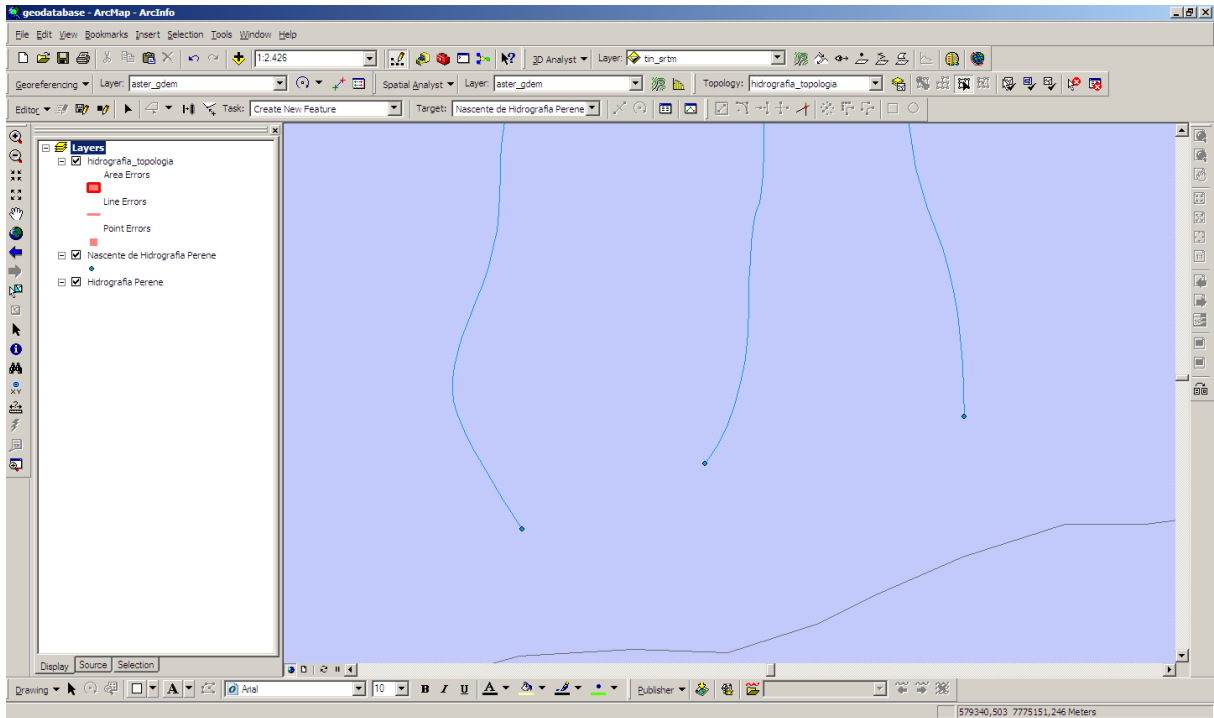 geodatabase - ArcMap - ArcInfo
File Edit View Bookmarks Insert Selection Tools Window Help
1:2.426 3D Analyst Layer: tin_srtm
Georeferencing Layer: aster_gdem Spatial Analyst Layer: aster_gdem Topology: hidrografia_topologia
Editor Task: Create New Feature Target: Nascente de Hidrografia Perene
Layers
hidrografia_topologia
Area Errors
Line Errors
Point Errors
Nascente de Hidrografia Perene
Hidrografia Perene
XY
Display Source Selection
Drawing A Arial 10 B I U A Publisher
579340,503 7775151,246 Meters